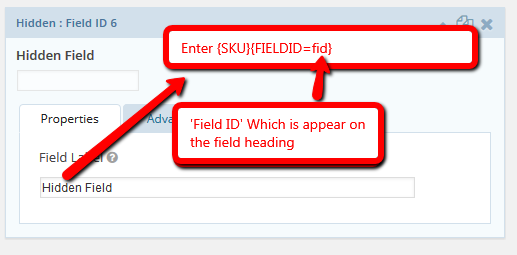 Hidden : Field ID 6
Enter {SKU}{FIELDID=fid}
Hidden Field
'Field ID' Which is appear on
the field heading
Properties
Adva
Field Label
Hidden Field